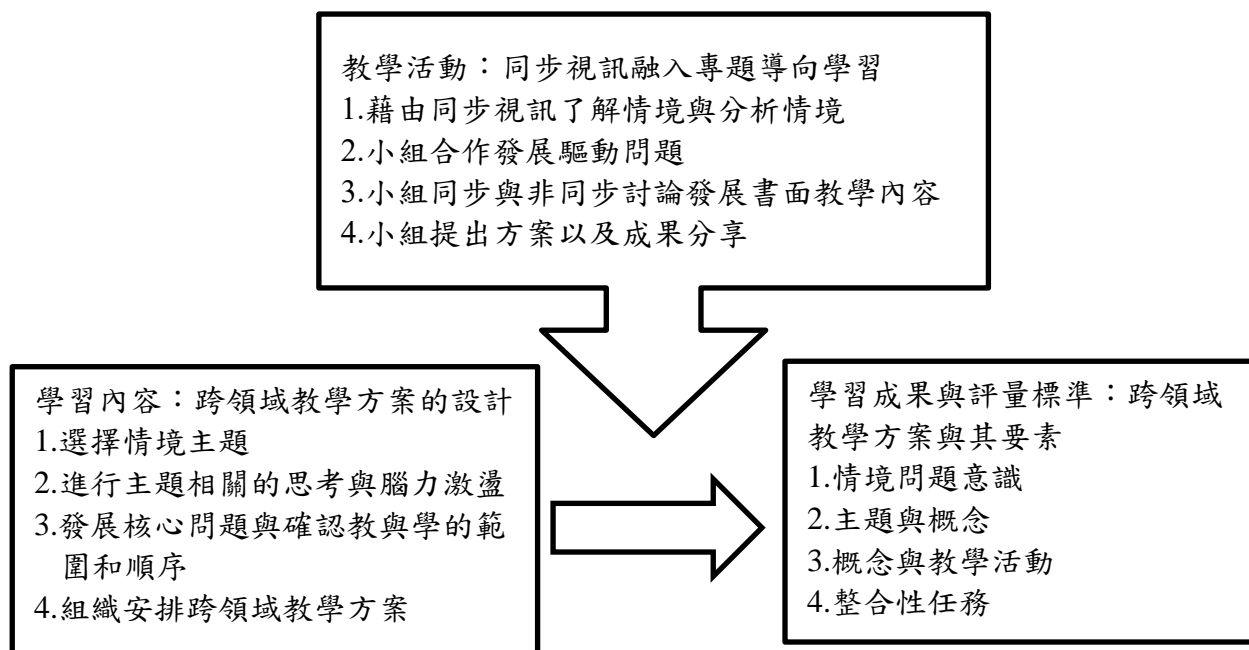 教學活動：同步視訊融入專題導向學習
1.藉由同步視訊了解情境與分析情境
2.小組合作發展驅動問題
3.小組同步與非同步討論發展書面教學內容
4.小組提出方案以及成果分享
學習內容：跨領域教學方案的設計
1.選擇情境主題
2.進行主題相關的思考與腦力激盪
3.發展核心問題與確認教與學的範
圍和順序
4.組織安排跨領域教學方案
學習成果與評量標準：跨領域
教學方案與其要素
1.情境問題意識
2.主題與概念
3.概念與教學活動
4.整合性任務